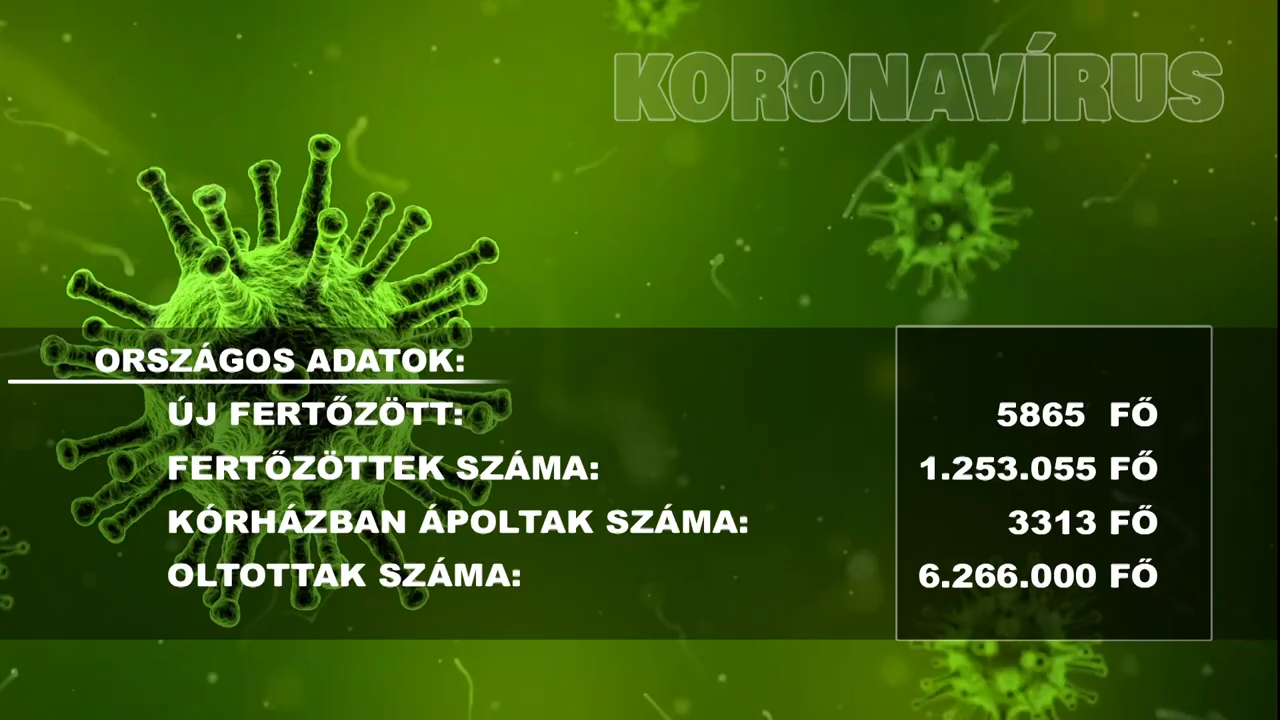 KORONAVÍRUS
ORSZÁGOS ADATOK:
ÚJ FERTŐZÖTT: 5865 FŐ
FERTŐZÖTTEK SZÁMA: 1.253.055 FŐ
KÓRHÁZBAN ÁPOLTAK SZÁMA: 3313 FŐ
OLTOTTAK SZÁMA: 6.266.000 FŐ